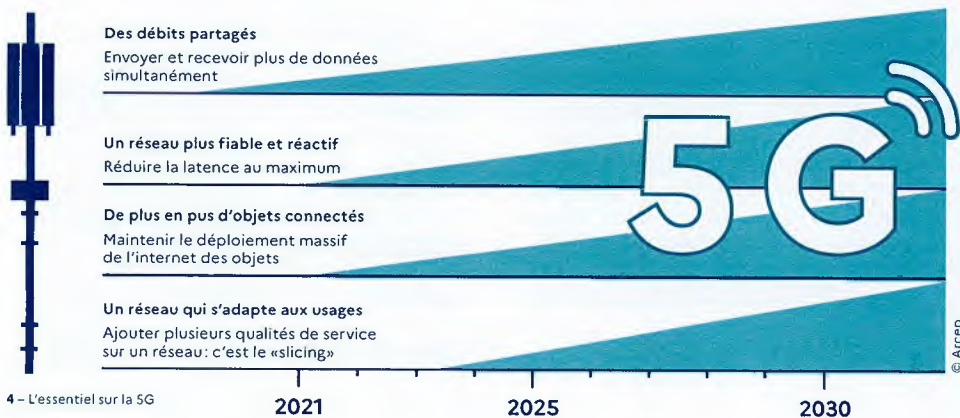 Des débits partagés
Envoyer et recevoir plus de données
simultanément
Un réseau plus fiable et réactif
Réduire la latence au maximum
De plus en pus d'objets connectés
Maintenir le déploiement massif
de l'internet des objets
Un réseau qui s'adapte aux usages
Ajouter plusieurs qualités de service
sur un réseau: c'est le «slicing»
5G
© Arcep
2021
2025
2030
4 – L'essentiel sur la 5G